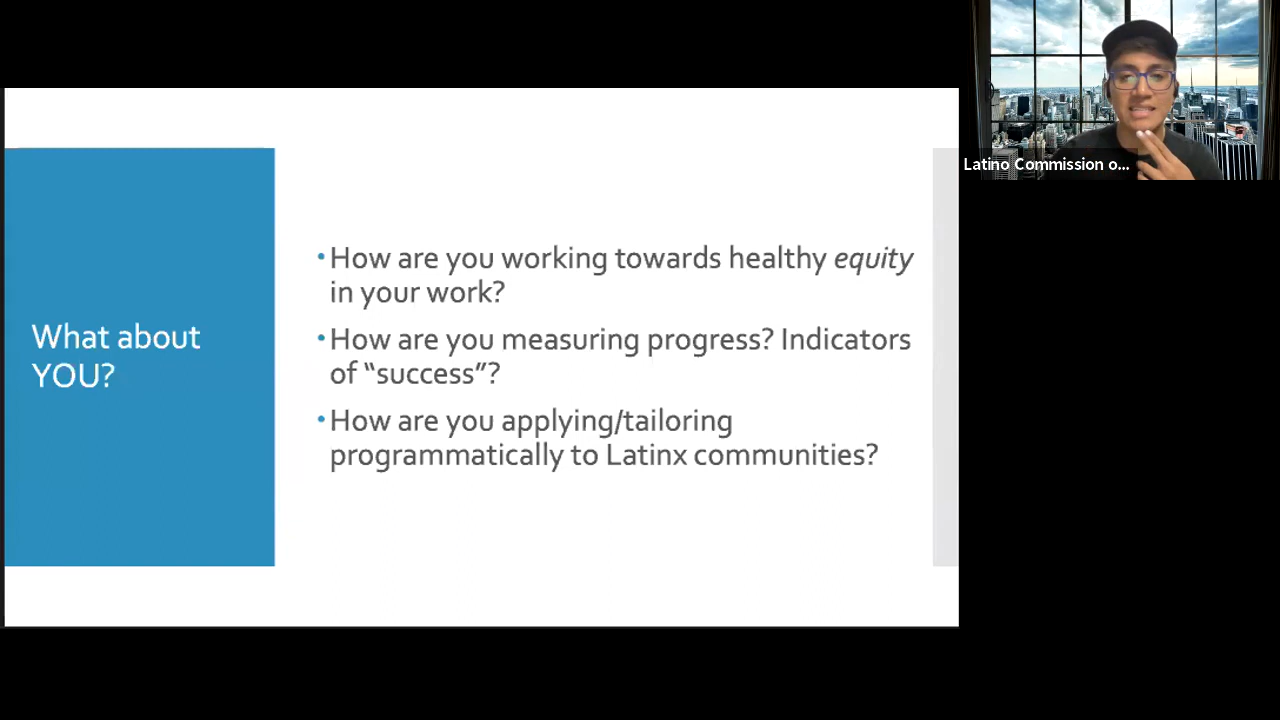 What about
YOU?
• How are you working towards healthy equity
in your work?
• How are you measuring progress? Indicators
of “success”?
• How are you applying/tailoring
programmatically to Latinx communities?
Latino Commission o...